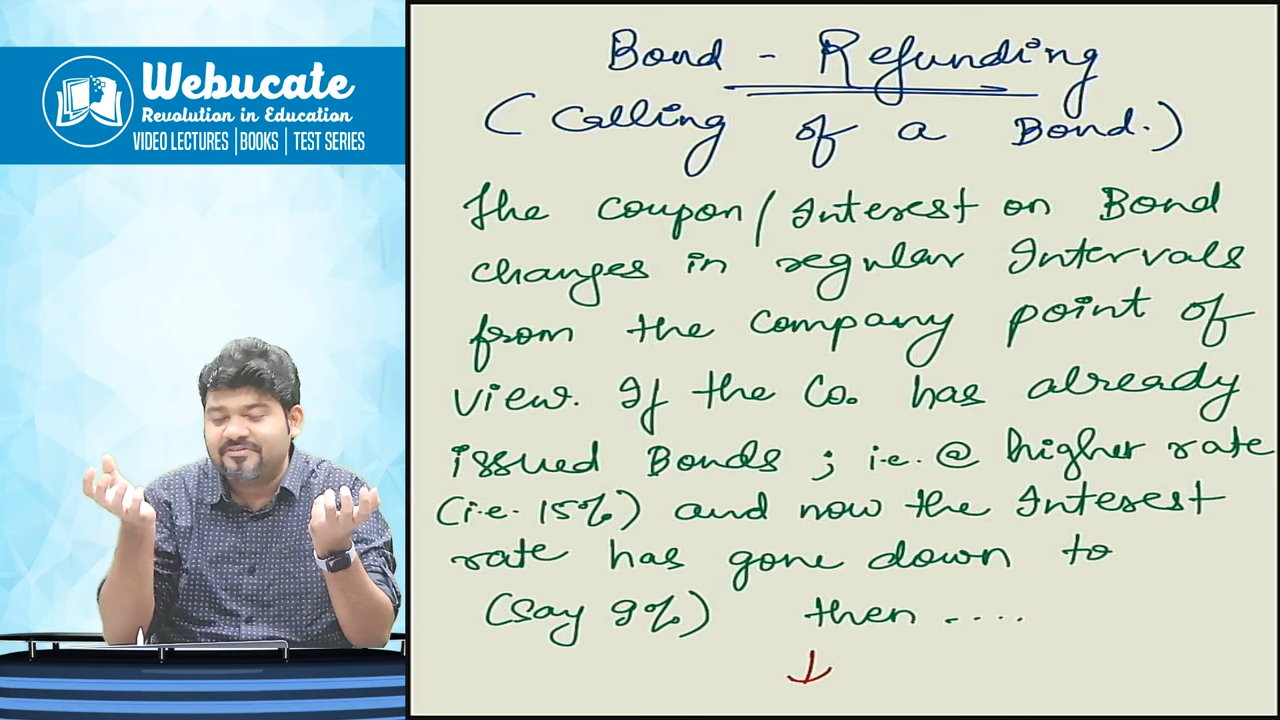 Webucate
Revolution in Education
VIDEO LECTURES | BOOKS | TEST SERIES
Bond - Refunding
(Calling of a Bond.)
The coupon/Interest on Bond
changes in regular Intervals
from the company point of
view. If the Co. has already
issued Bonds ; i.e. @ higher rate
(i.e. 15%) and now the Interest
rate has gone down to
(say 9%) then ....